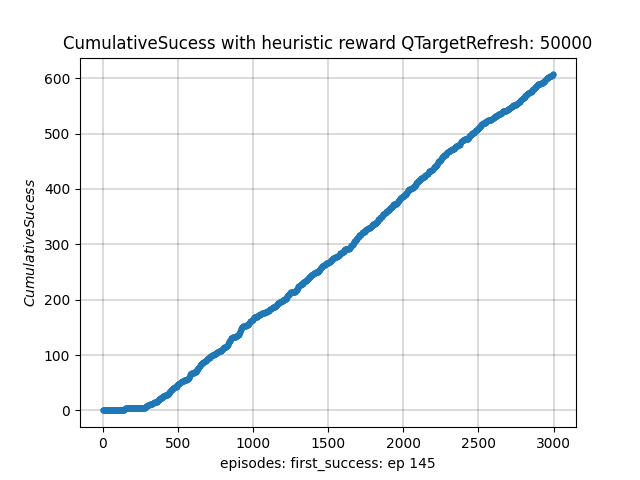 CumulativeSucess with heuristic reward QTargetRefresh: 50000
600
500
400
300
200
100
0
CumulativeSucess
0 500 1000 1500 2000 2500 3000
episodes: first_success: ep 145